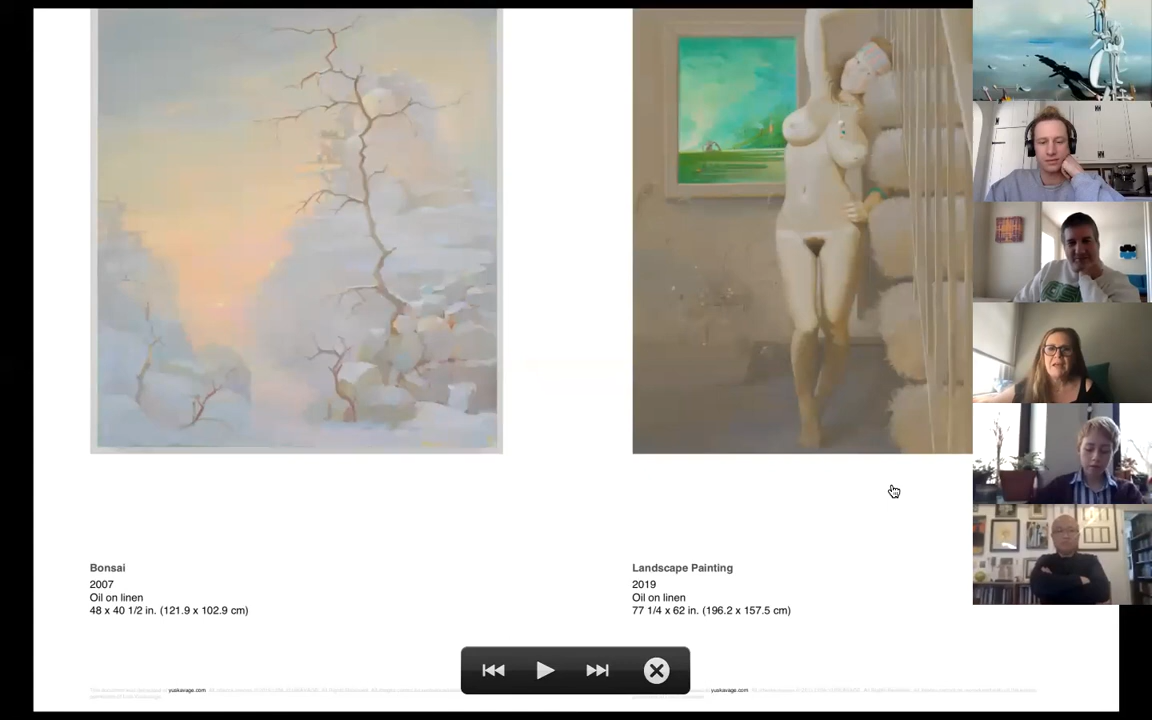 Bonsai
2007
Oil on linen
48 x 40 1/2 in. (121.9 x 102.9 cm)
Landscape Painting
2019
Oil on linen
77 1/4 x 62 in. (196.2 x 157.5 cm)
yuskavage.com
yuskavage.com